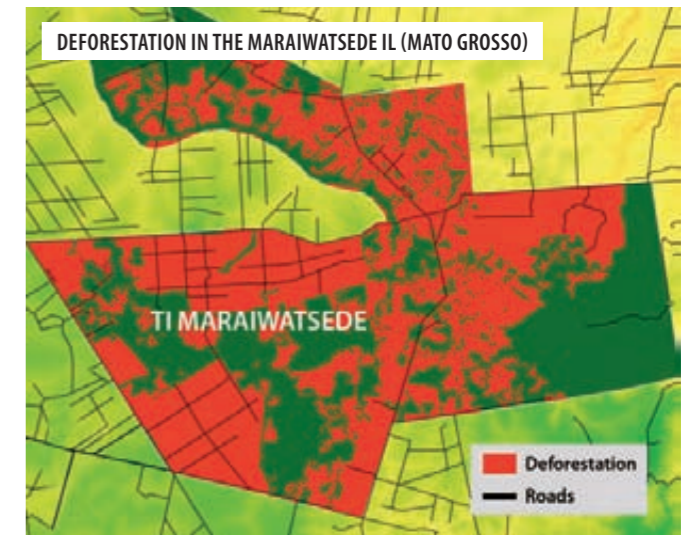 DEFORESTATION IN THE MARAIWATSEDE IL (MATO GROSSO)
TI MARAIWATSEDE
Deforestation
Roads